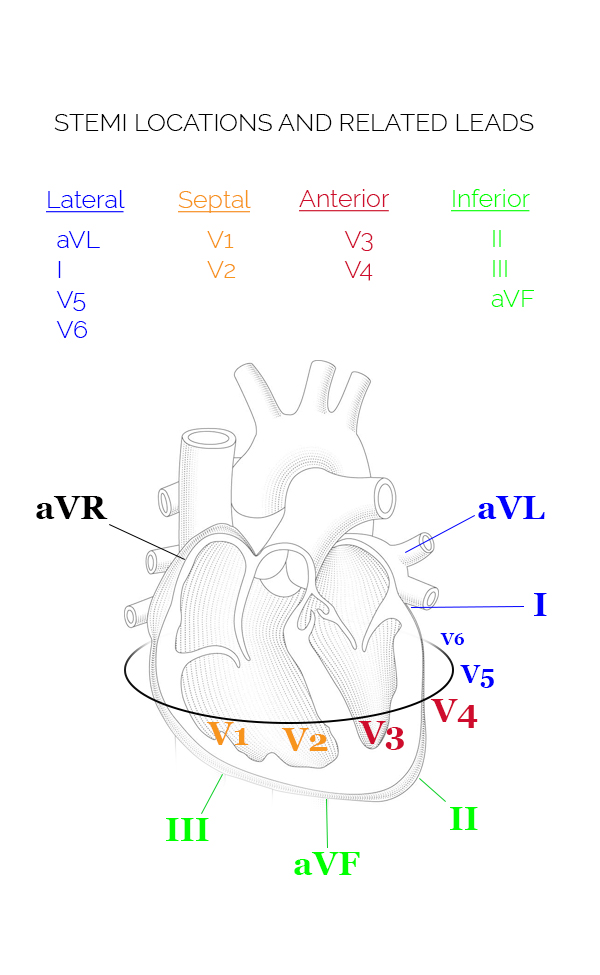 STEMI LOCATIONS AND RELATED LEADS
Lateral
aVL
I
V5
V6
Septal
V1
V2
Anterior
V3
V4
Inferior
II
III
aVF
aVR
aVL
I
V6
V5
V4
V1
V2
V3
III
II
aVF